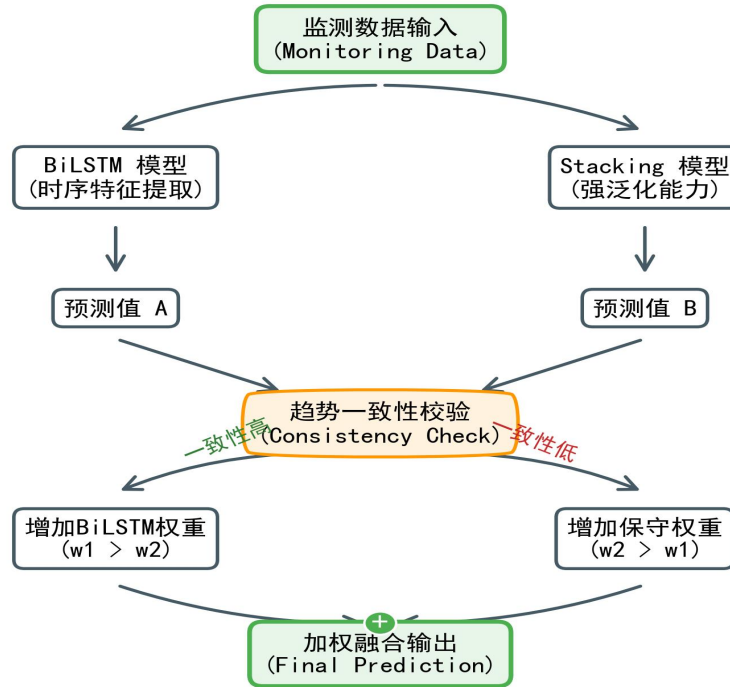 监测数据输入
(Monitoring Data)
BiLSTM 模型
(时序特征提取)
Stacking 模型
(强泛化能力)
预测值 A
预测值 B
趋势一致性校验
(Consistency Check)
一致性高
一致性低
增加BiLSTM权重
(w1 > w2)
增加保守权重
(w2 > w1)
+
加权融合输出
(Final Prediction)